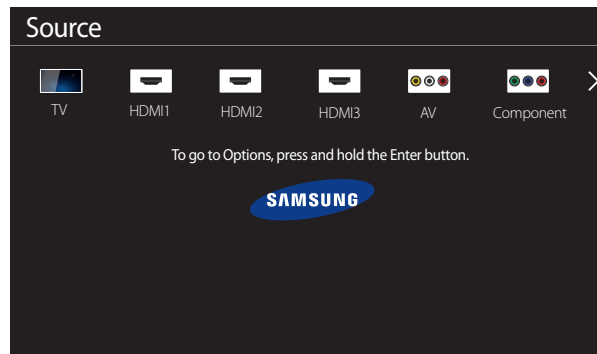 Source
TV HDMI1 HDMI2 HDMI3 AV Component
To go to Options, press and hold the Enter button.
SAMSUNG